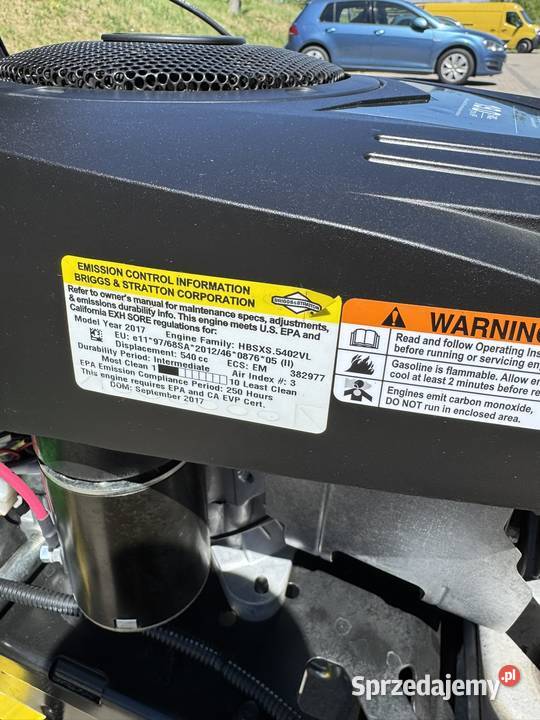 EMISSION CONTROL INFORMATION
BRIGGS & STRATTON CORPORATION
BRIGGS & STRATTON
Refer to owner's manual for maintenance specs, adjustments,
& emissions durability info. This engine meets U.S. EPA and
California EXH SORE regulations for:
Model Year 2017 Engine Family: HBSXS.5402VL
EU: e11*97/68SA*2012/46*0876*05 (II)
Displacement: 540 cc ECS: EM 382977
Durability Period: Intermediate Air Index #: 3
Most Clean 1 10 Least Clean
EPA Emission Compliance Period: 250 Hours
This engine requires EPA and CA EVP Cert.
DOM: September 2017
WARNIN
Read and follow Operating Ins
before running or servicing en
Gasoline is flammable. Allow en
cool at least 2 minutes before re
Engines emit carbon monoxide,
DO NOT run in enclosed area.
Sprzedajemy.pl